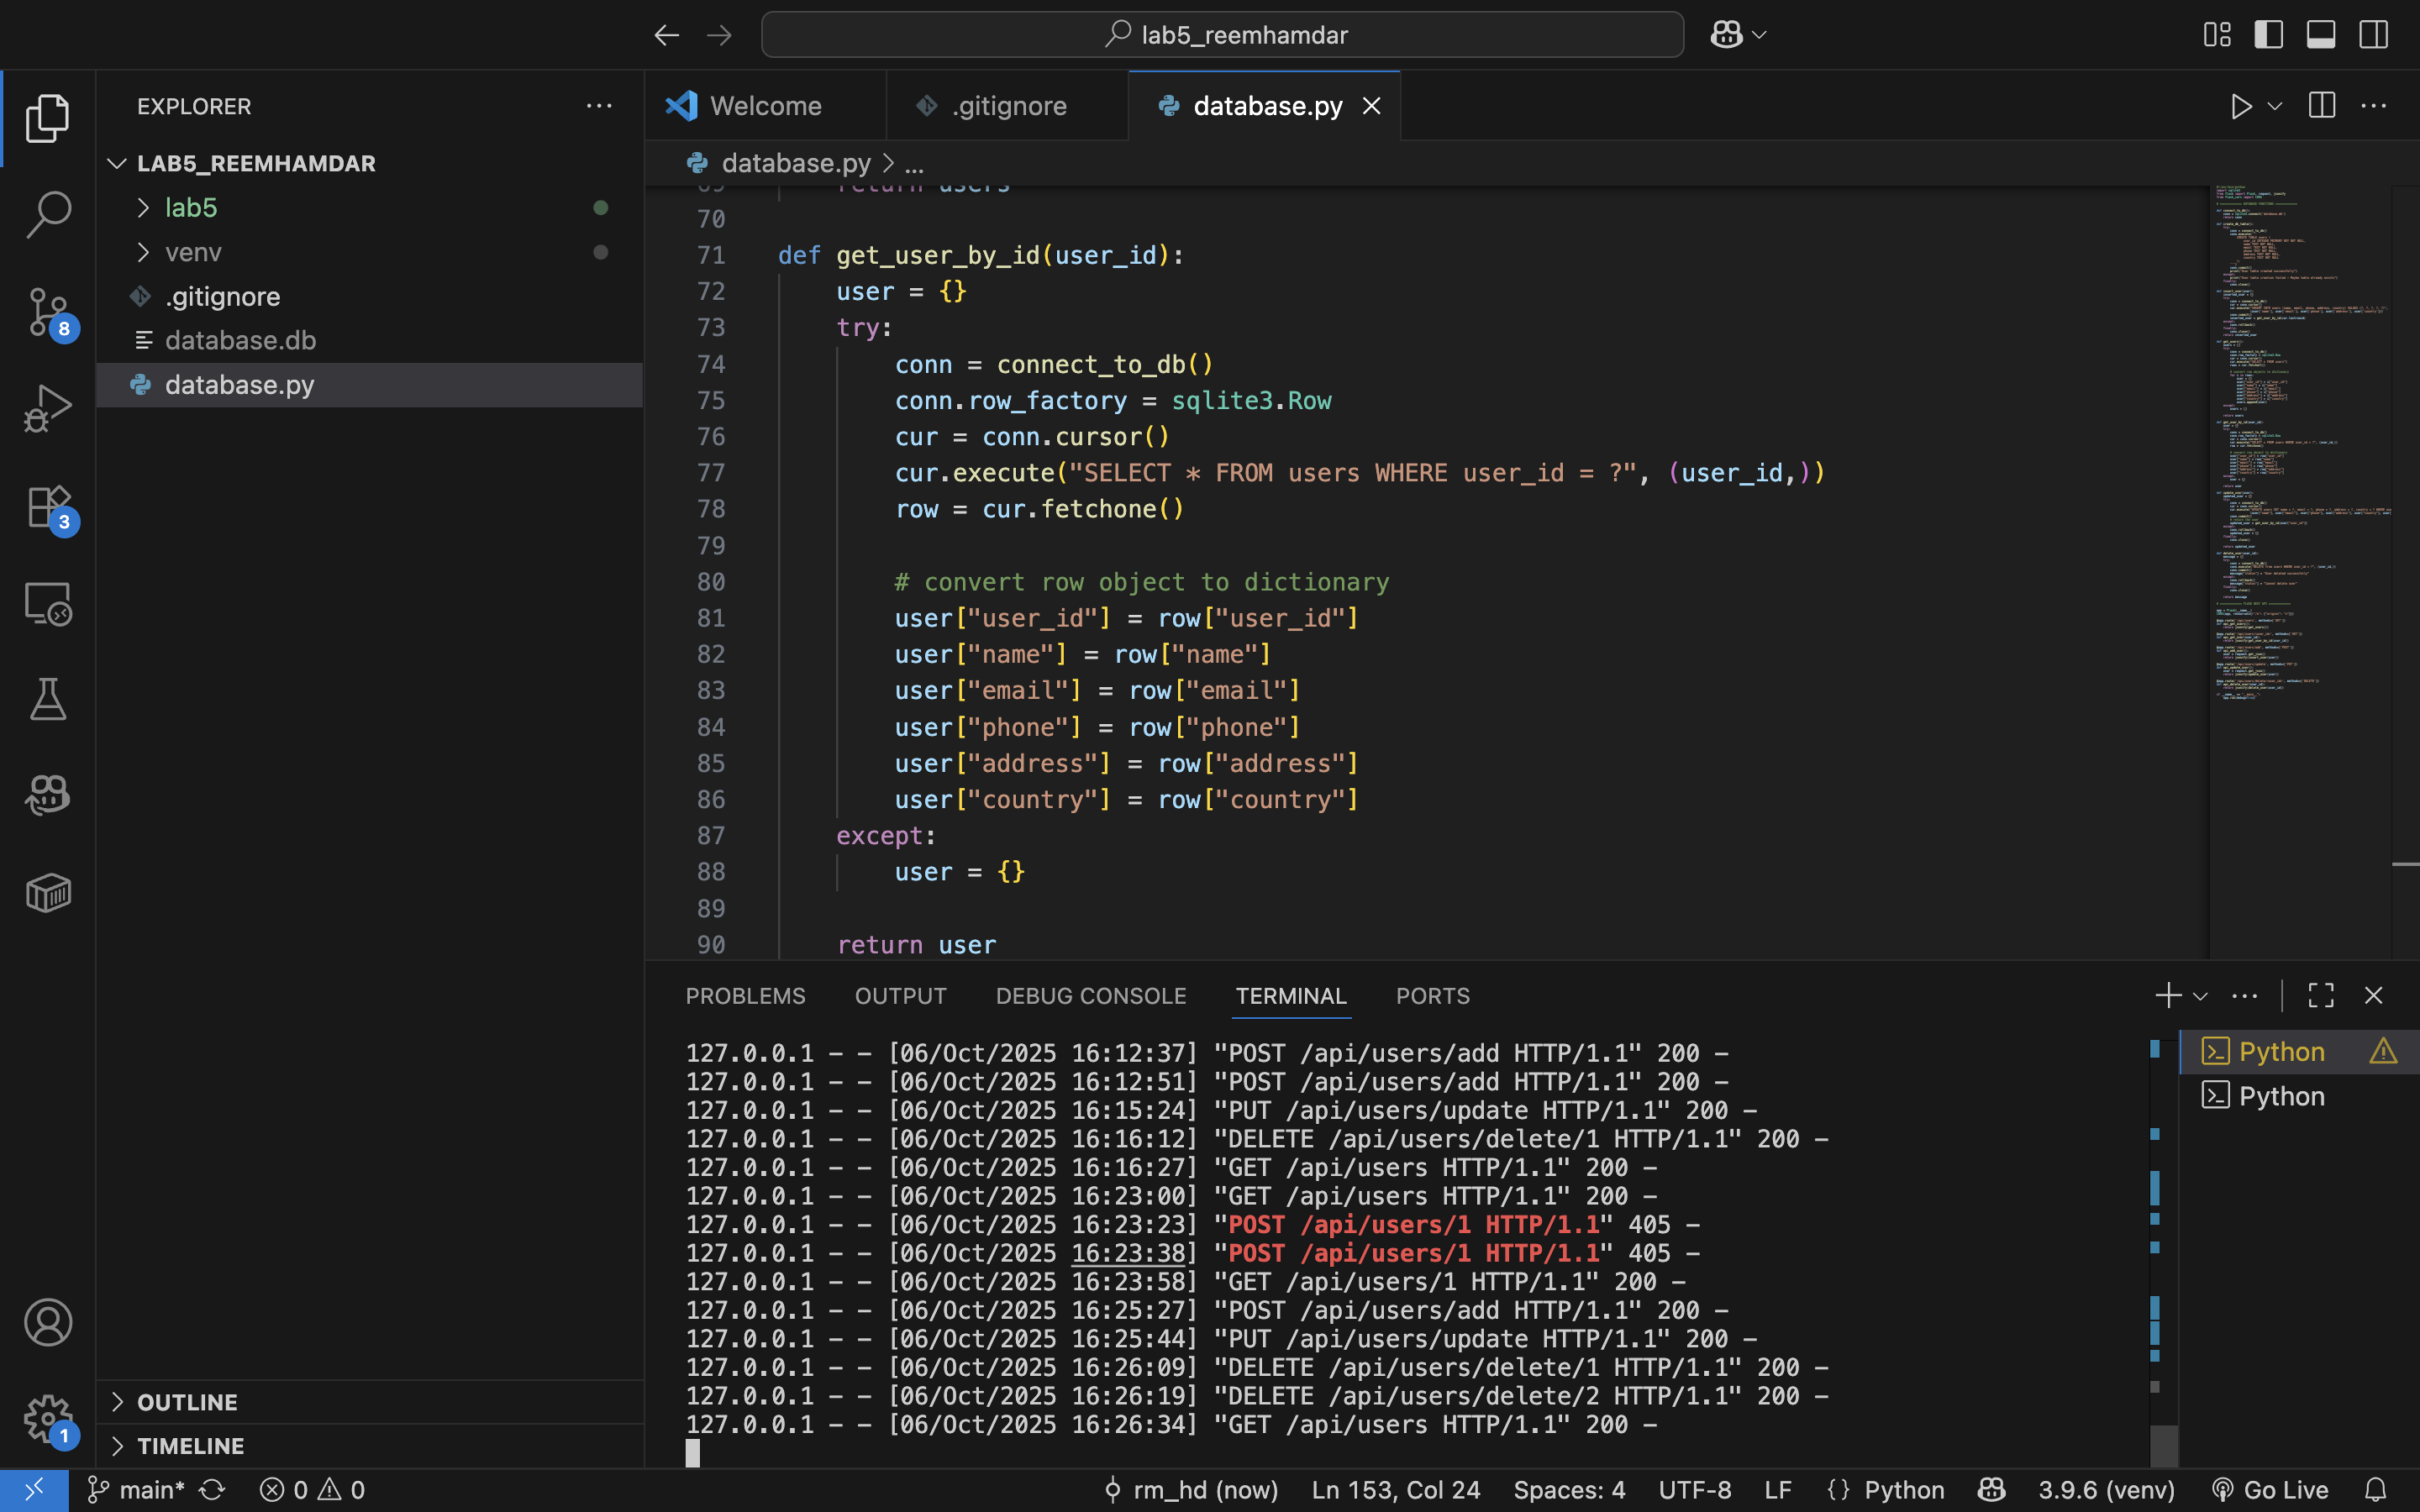 lab5_reemhamdar
EXPLORER
LAB5_REEMHAMDAR
lab5
venv
.gitignore
database.db
database.py
8
3
1
OUTLINE
TIMELINE
Welcome
.gitignore
database.py
database.py > ...
69 return users
70
71 def get_user_by_id(user_id):
72 user = {}
73 try:
74 conn = connect_to_db()
75 conn.row_factory = sqlite3.Row
76 cur = conn.cursor()
77 cur.execute("SELECT * FROM users WHERE user_id = ?", (user_id,))
78 row = cur.fetchone()
79
80 # convert row object to dictionary
81 user["user_id"] = row["user_id"]
82 user["name"] = row["name"]
83 user["email"] = row["email"]
84 user["phone"] = row["phone"]
85 user["address"] = row["address"]
86 user["country"] = row["country"]
87 except:
88 user = {}
89
90 return user
PROBLEMS OUTPUT DEBUG CONSOLE TERMINAL PORTS
127.0.0.1 - - [06/Oct/2025 16:12:37] "POST /api/users/add HTTP/1.1" 200 -
127.0.0.1 - - [06/Oct/2025 16:12:51] "POST /api/users/add HTTP/1.1" 200 -
127.0.0.1 - - [06/Oct/2025 16:15:24] "PUT /api/users/update HTTP/1.1" 200 -
127.0.0.1 - - [06/Oct/2025 16:16:12] "DELETE /api/users/delete/1 HTTP/1.1" 200 -
127.0.0.1 - - [06/Oct/2025 16:16:27] "GET /api/users HTTP/1.1" 200 -
127.0.0.1 - - [06/Oct/2025 16:23:00] "GET /api/users HTTP/1.1" 200 -
127.0.0.1 - - [06/Oct/2025 16:23:23] "POST /api/users/1 HTTP/1.1" 405 -
127.0.0.1 - - [06/Oct/2025 16:23:38] "POST /api/users/1 HTTP/1.1" 405 -
127.0.0.1 - - [06/Oct/2025 16:23:58] "GET /api/users/1 HTTP/1.1" 200 -
127.0.0.1 - - [06/Oct/2025 16:25:27] "POST /api/users/add HTTP/1.1" 200 -
127.0.0.1 - - [06/Oct/2025 16:25:44] "PUT /api/users/update HTTP/1.1" 200 -
127.0.0.1 - - [06/Oct/2025 16:26:09] "DELETE /api/users/delete/1 HTTP/1.1" 200 -
127.0.0.1 - - [06/Oct/2025 16:26:19] "DELETE /api/users/delete/2 HTTP/1.1" 200 -
127.0.0.1 - - [06/Oct/2025 16:26:34] "GET /api/users HTTP/1.1" 200 -
Python
Python
main* 0 0 rm_hd (now) Ln 153, Col 24 Spaces: 4 UTF-8 LF {} Python 3.9.6 (venv) Go Live